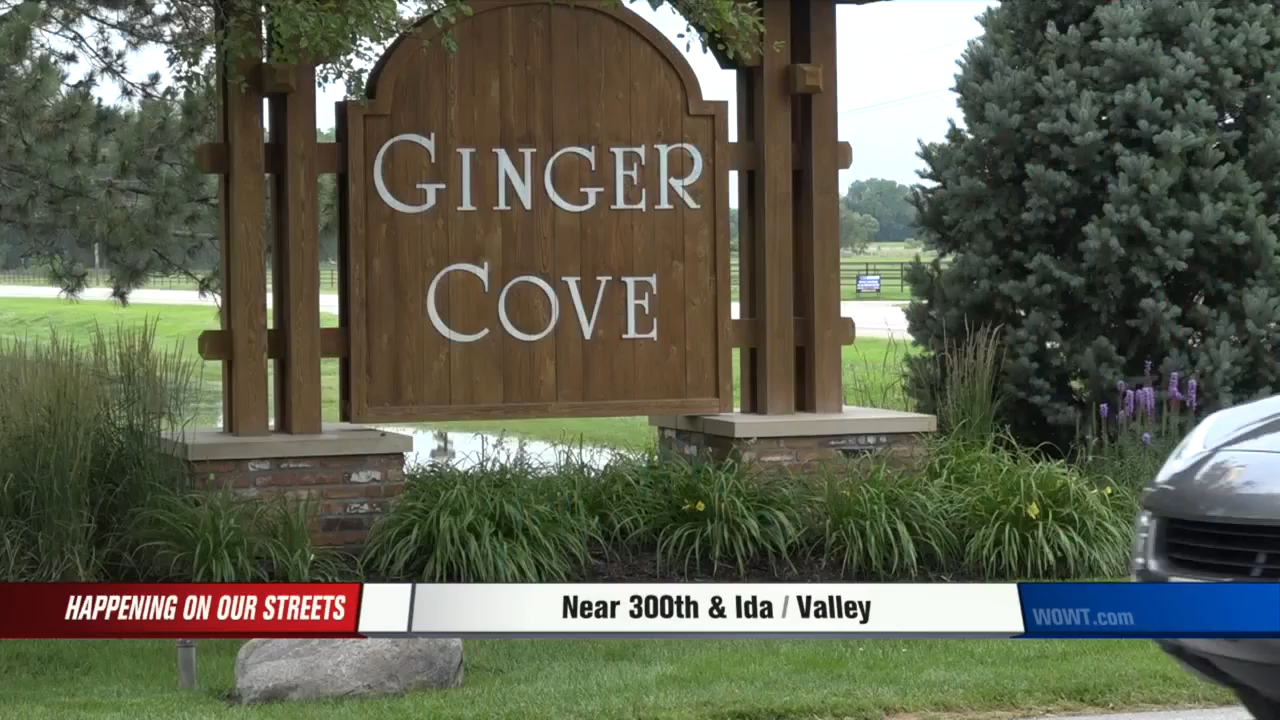 GINGER
COVE
HAPPENING ON OUR STREETS
Near 300th & Ida / Valley
WOWT.com